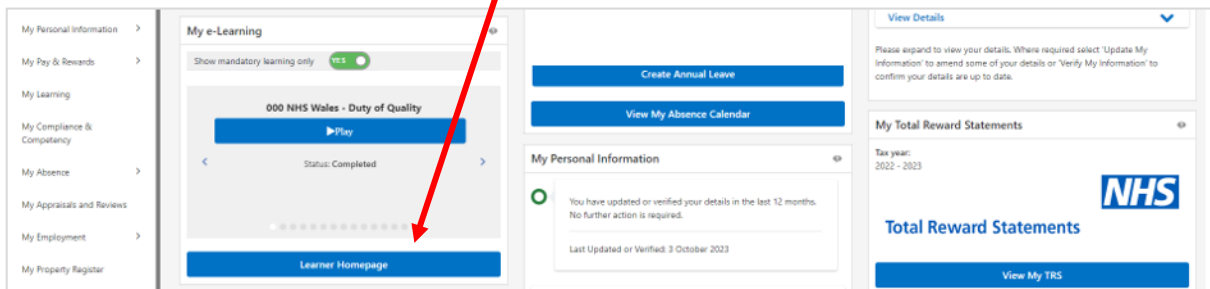 My Personal Information
My Pay & Rewards
My Learning
My Compliance &
Competency
My Absence
My Appraisals and Reviews
My Employment
My Property Register
My e-Learning
Show mandatory learning only YES
000 NHS Wales - Duty of Quality
Play
Status: Completed
Learner Homepage
Create Annual Leave
View My Absence Calendar
My Personal Information
You have updated or verified your details in the last 12 months.
No further action is required.
Last Updated or Verified: 3 October 2023
View Details
Please expand to view your details. Where required select 'Update My
Information' to amend some of your details or 'Verify My Information' to
confirm your details are up to date.
My Total Reward Statements
Tax year:
2022 - 2023
NHS
Total Reward Statements
View My TRS